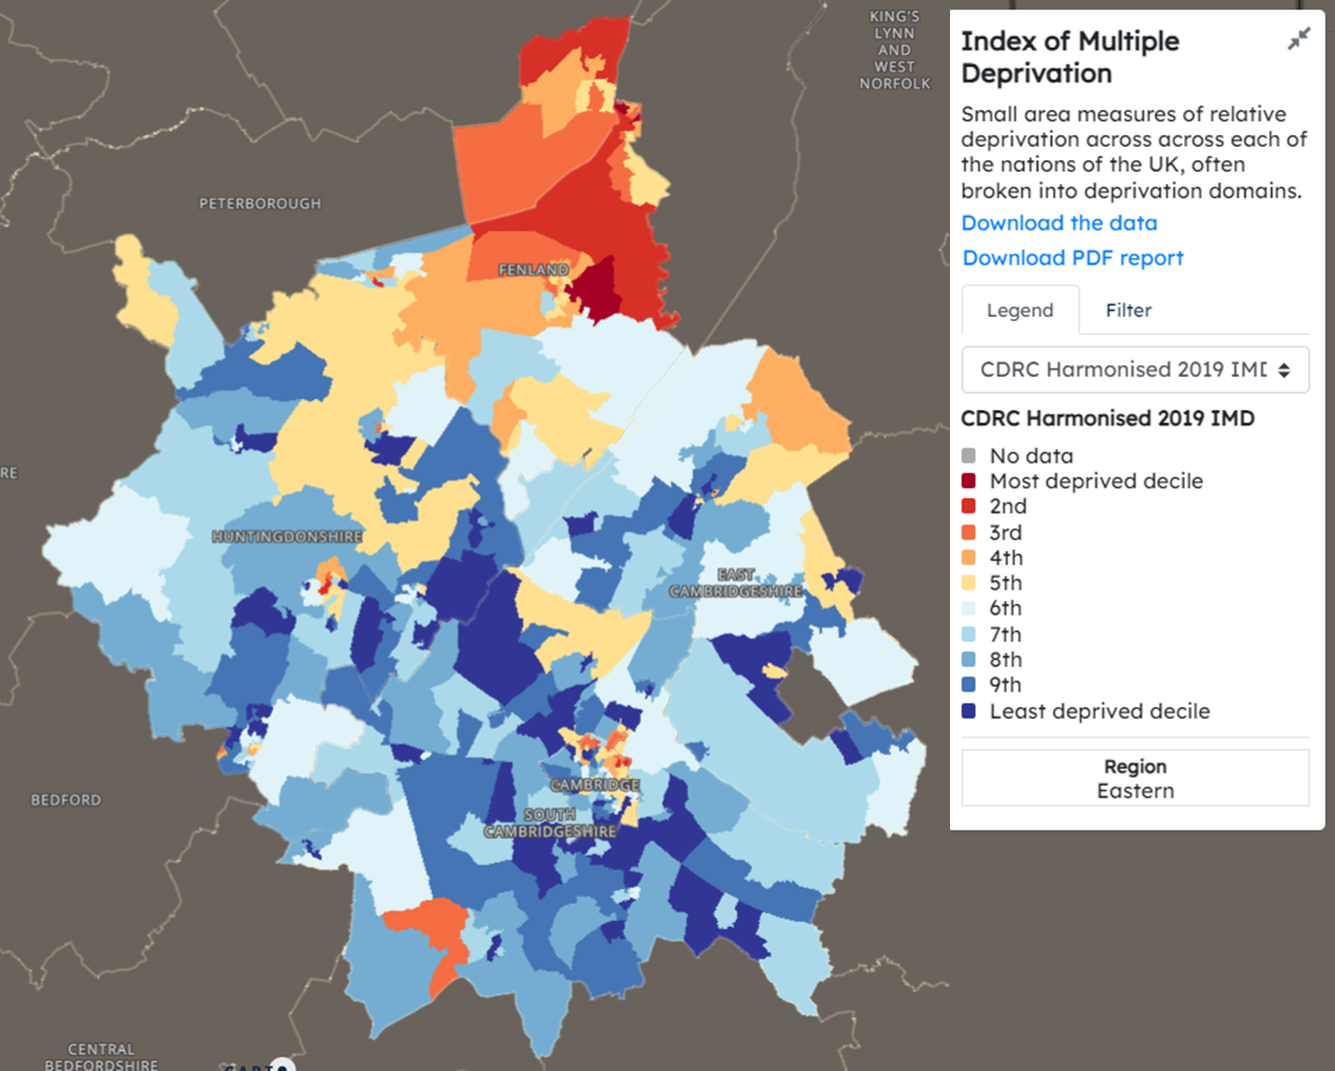 KING'S
LYNN
AND
WEST
NORFOLK
PETERBOROUGH
FENLAND
RE
HUNTINGDONSHIRE
EAST
CAMBRIDGESHIRE
BEDFORD
CAMBRIDGE
SOUTH
CAMBRIDGESHIRE
CENTRAL
BEDFORDSHIRE
Index of Multiple
Deprivation
Small area measures of relative
deprivation across across each of
the nations of the UK, often
broken into deprivation domains.
Download the data
Download PDF report
Legend
Filter
CDRC Harmonised 2019 IMD
CDRC Harmonised 2019 IMD
No data
Most deprived decile
2nd
3rd
4th
5th
6th
7th
8th
9th
Least deprived decile
Region
Eastern